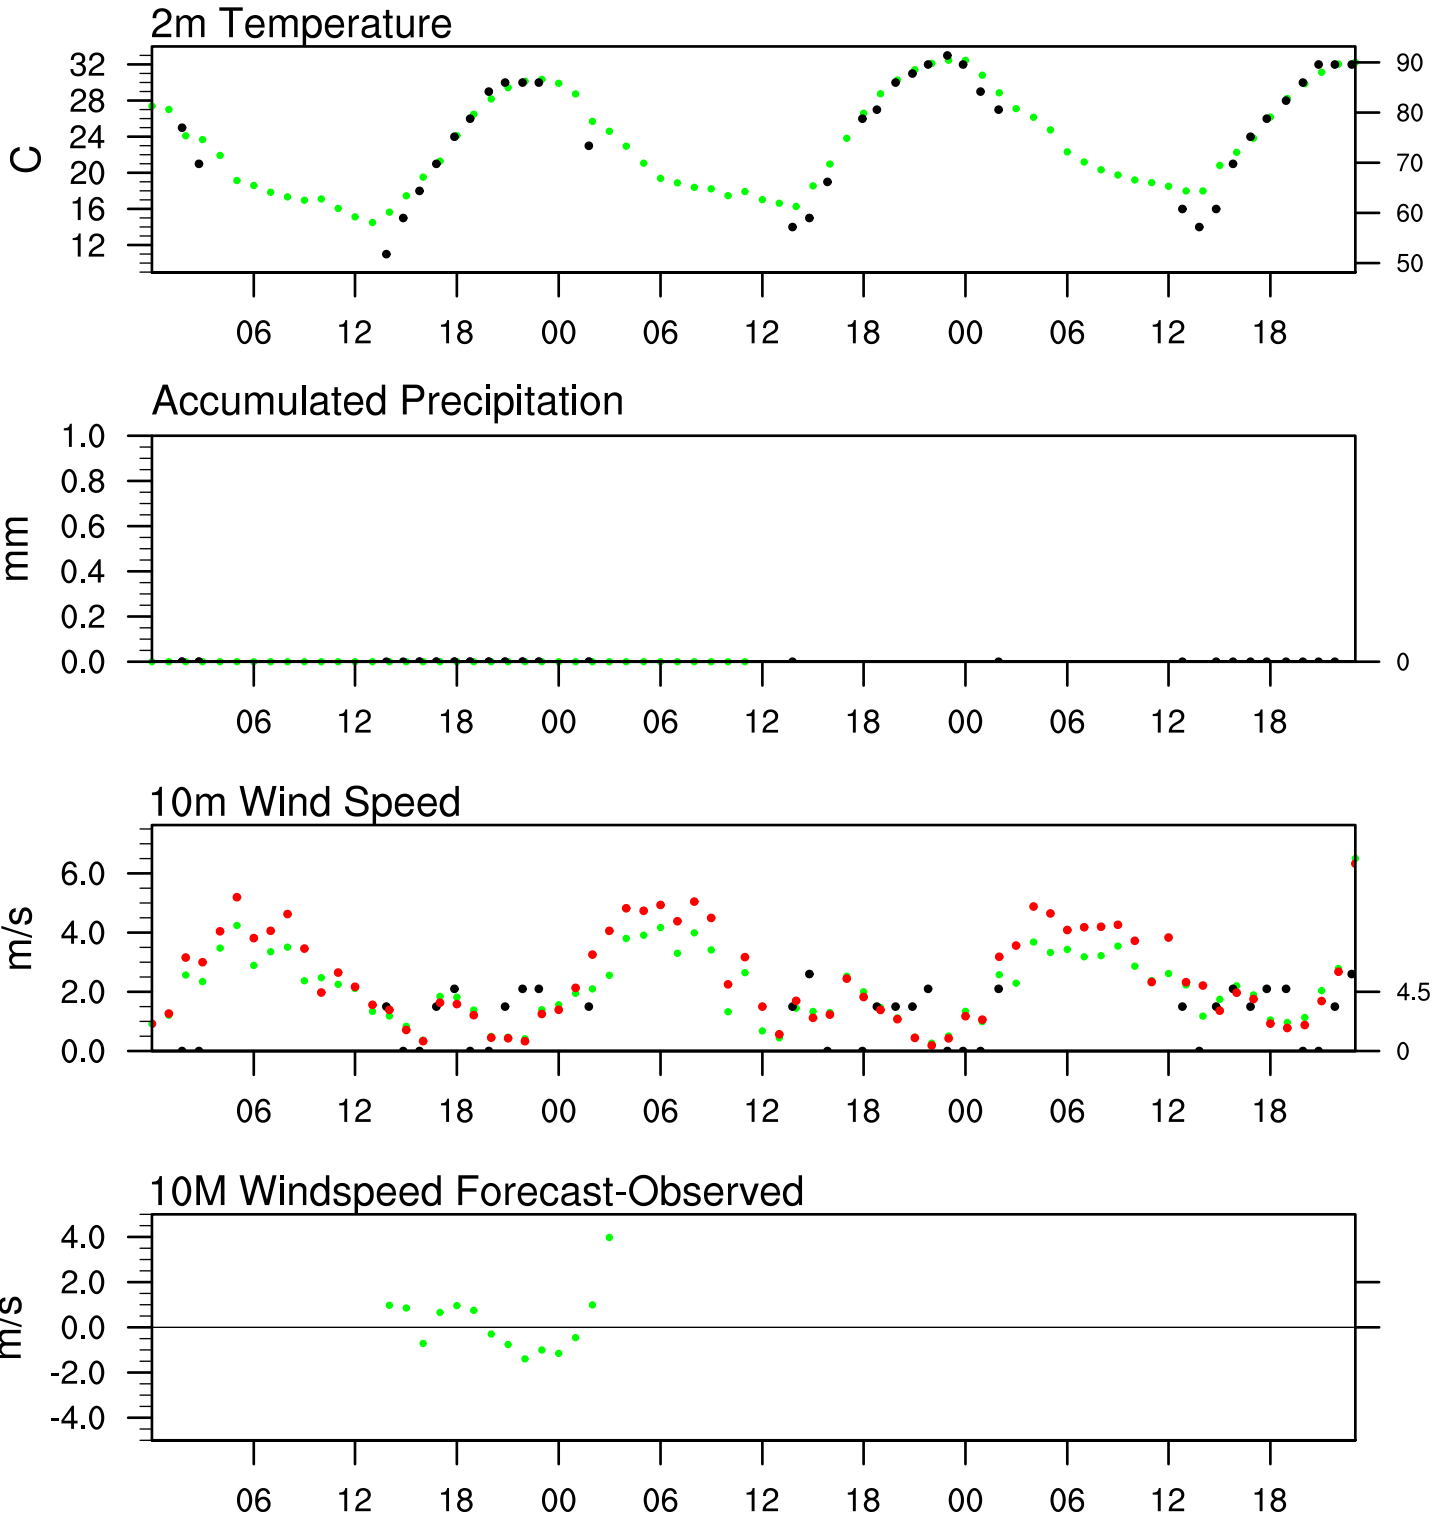 2m Temperature
32 90
28 80
24
20 70
16 60
12 50
C
06 12 18 00 06 12 18 00 06 12 18
Accumulated Precipitation
1.0
0.8
0.6
0.4
0.2
0.0 0
mm
06 12 18 00 06 12 18 00 06 12 18
10m Wind Speed
6.0
4.0
2.0 4.5
0.0 0
m/s
06 12 18 00 06 12 18 00 06 12 18
10M Windspeed Forecast-Observed
4.0
2.0
0.0
-2.0
-4.0
m/s
06 12 18 00 06 12 18 00 06 12 18